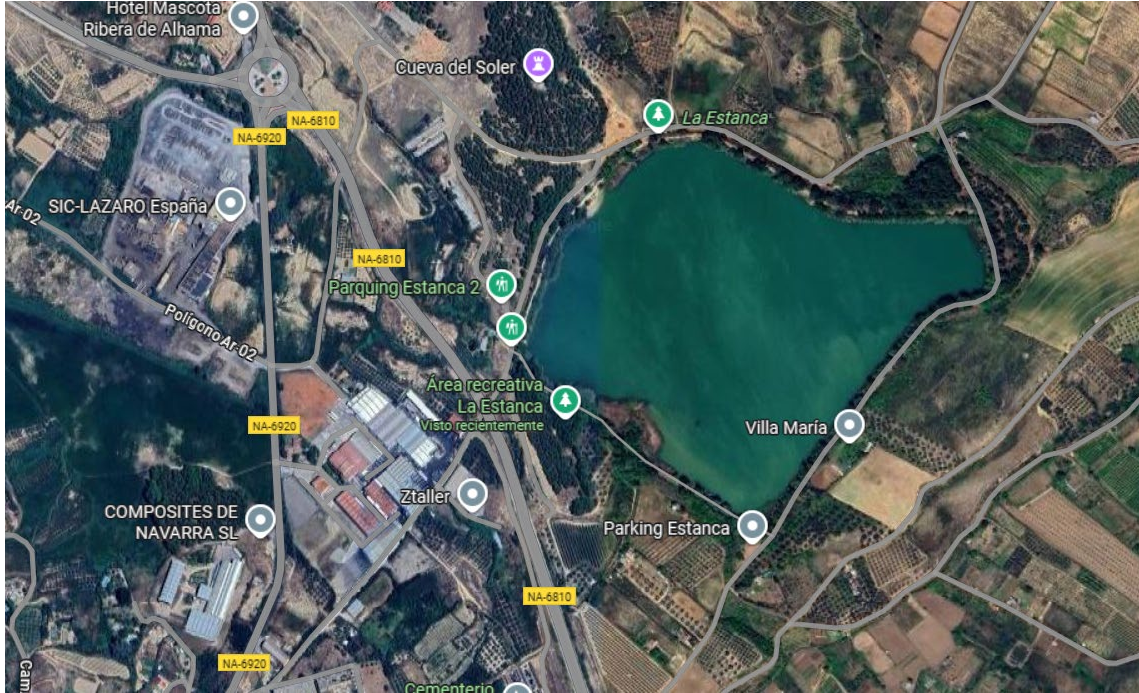 Hotel Mascota
Ribera de Alhama
Cueva del Soler
La Estanca
NA-6810
NA-6920
SIC-LAZARO España
Ar-02
NA-6810
Parquing Estanca 2
Polígono Ar-02
Área recreativa
La Estanca
Visto recientemente
NA-6920
Villa María
Ztaller
COMPOSITES DE
NAVARRA SL
Parking Estanca
NA-6810
NA-6920
Cam
Cementerio